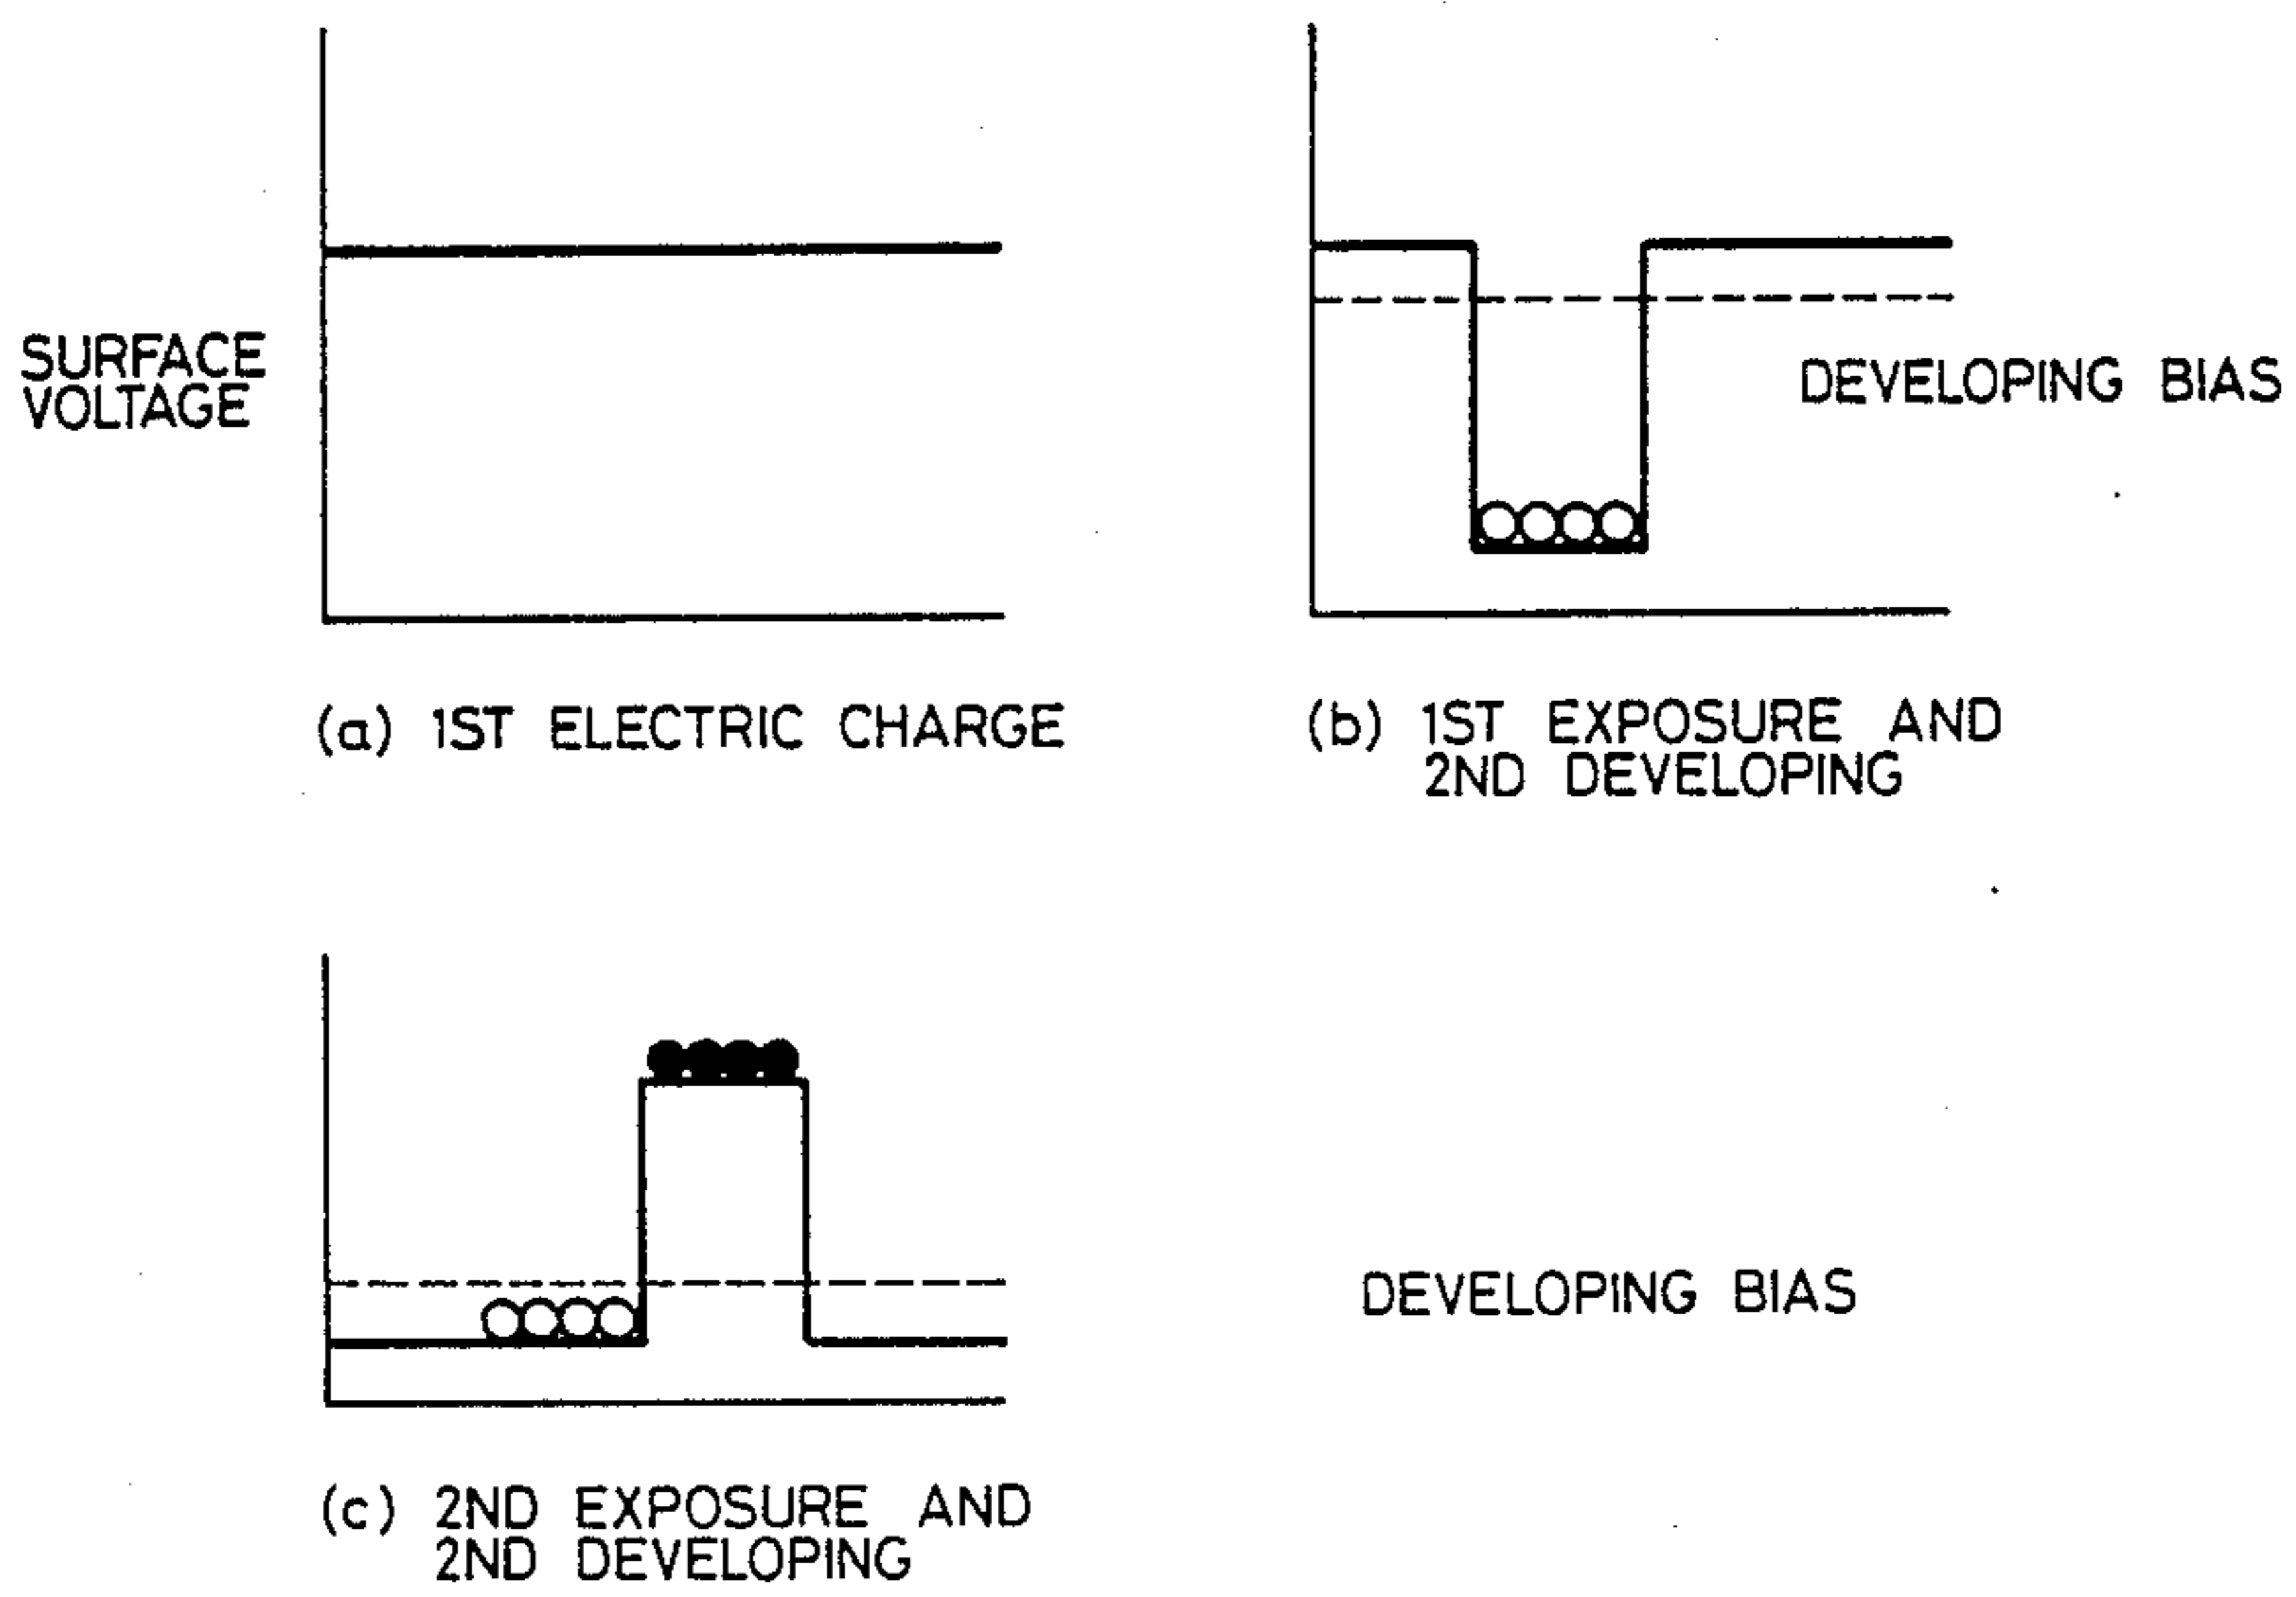 SURFACE
VOLTAGE
DEVELOPING BIAS
(a) 1ST ELECTRIC CHARGE
(b) 1ST EXPOSURE AND
2ND DEVELOPING
DEVELOPING BIAS
(c) 2ND EXPOSURE AND
2ND DEVELOPING